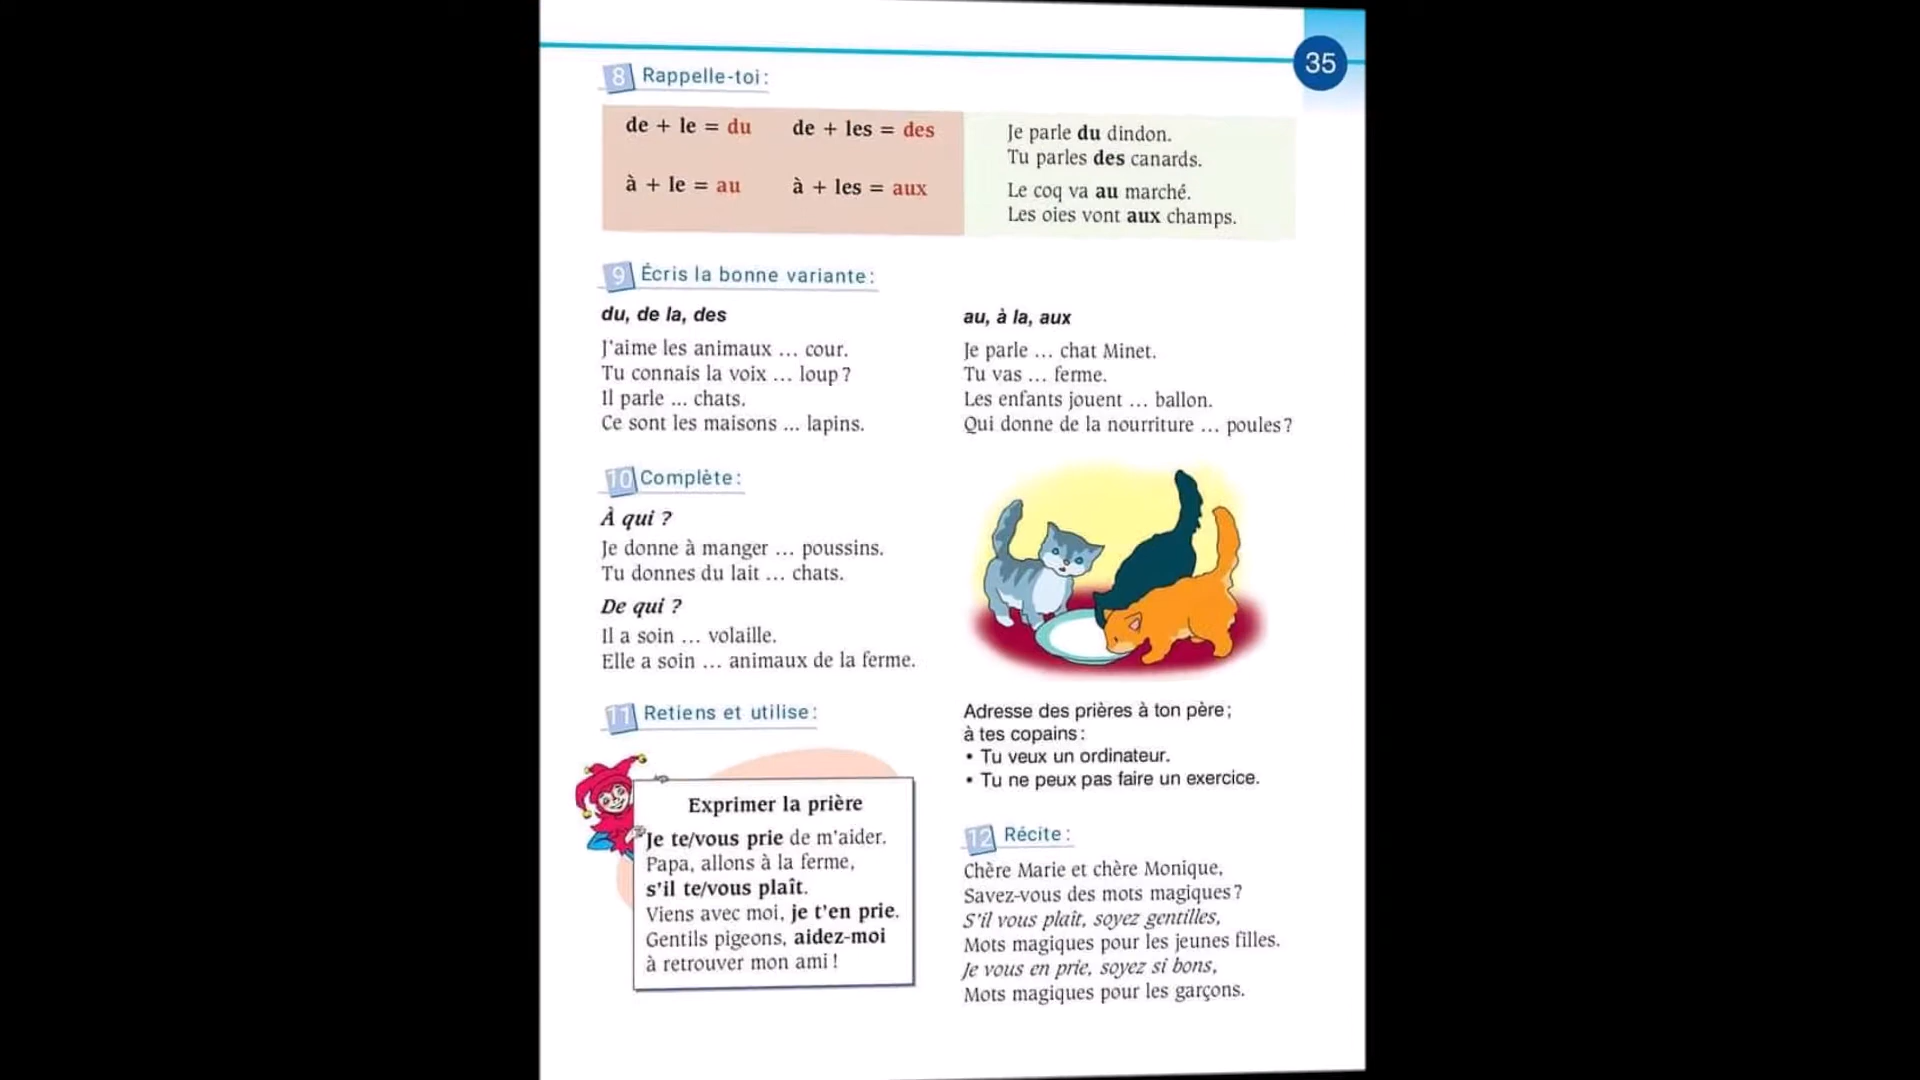 35
8 Rappelle-toi :
de + le = du de + les = des
à + le = au à + les = aux
Je parle du dindon.
Tu parles des canards.
Le coq va au marché.
Les oies vont aux champs.
9 Écris la bonne variante :
du, de la, des
J'aime les animaux ... cour.
Tu connais la voix ... loup ?
Il parle ... chats.
Ce sont les maisons ... lapins.
au, à la, aux
Je parle ... chat Minet.
Tu vas ... ferme.
Les enfants jouent ... ballon.
Qui donne de la nourriture ... poules ?
10 Complète :
À qui ?
Je donne à manger ... poussins.
Tu donnes du lait ... chats.
De qui ?
Il a soin ... volaille.
Elle a soin ... animaux de la ferme.
11 Retiens et utilise :
Exprimer la prière
Je te/vous prie de m'aider.
Papa, allons à la ferme,
s'il te/vous plaît.
Viens avec moi, je t'en prie.
Gentils pigeons, aidez-moi
à retrouver mon ami !
Adresse des prières à ton père ;
à tes copains :
• Tu veux un ordinateur.
• Tu ne peux pas faire un exercice.
12 Récite :
Chère Marie et chère Monique,
Savez-vous des mots magiques ?
S'il vous plaît, soyez gentilles,
Mots magiques pour les jeunes filles.
Je vous en prie, soyez si bons,
Mots magiques pour les garçons.